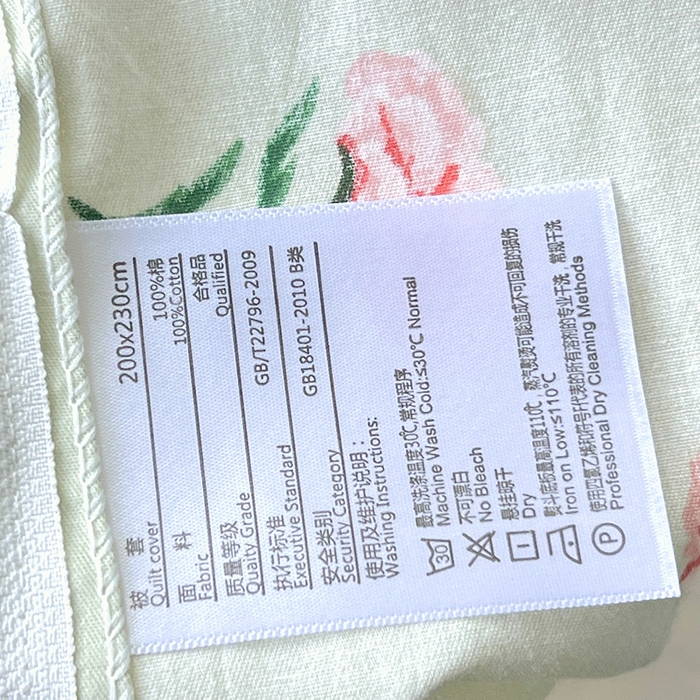 被 套 200x230cm
Quilt cover
面 料 100%棉
Fabric 100%Cotton
质量等级 合格品
Quaity Grade Qualified
执行标准 GB/T22796-2009
Executive Standard
安全类别 GB18401-2010 B类
Security Category
使用及维护说明：
Washing Instructions:
最高洗涤温度30℃,常规程序
30 Machine Wash Cold:≤30℃ Normal
不可漂白
No Bleach
悬挂晾干
Dry
熨斗底板最高温度110℃，蒸汽熨烫可能造成不可回复的损伤
Iron on Low:≤110℃
使用四氯乙烯和符号F代表的所有溶剂的专业干洗，常规干洗
P Professional Dry Cleaning Methods